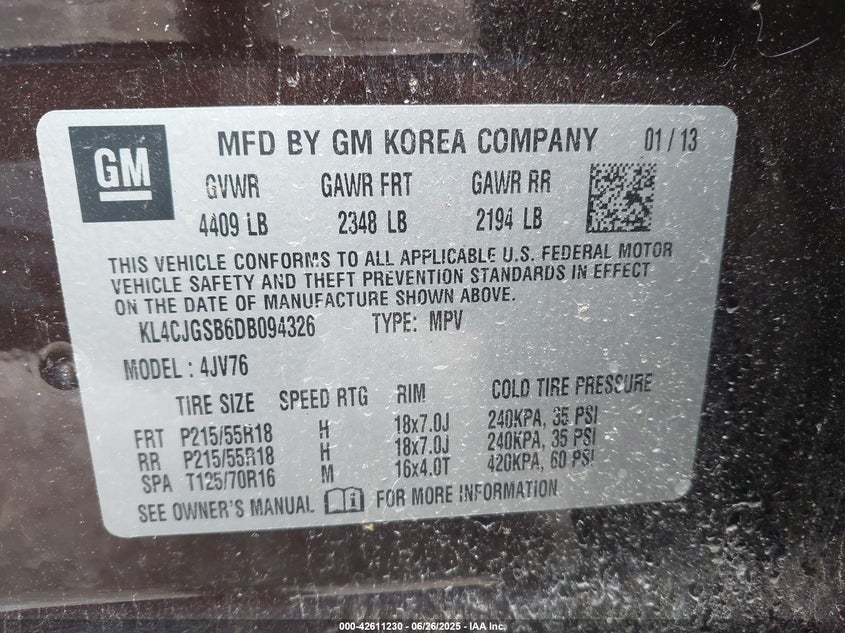 GM
MFD BY GM KOREA COMPANY 01 / 13
GVWR GAWR FRT GAWR RR
4409 LB 2348 LB 2194 LB
THIS VEHICLE CONFORMS TO ALL APPLICABLE U.S. FEDERAL MOTOR
VEHICLE SAFETY AND THEFT PREVENTION STANDARDS IN EFFECT
ON THE DATE OF MANUFACTURE SHOWN ABOVE.
KL4CJGSB6DB094326 TYPE: MPV
MODEL : 4JV76
TIRE SIZE SPEED RTG RIM COLD TIRE PRESSURE
FRT P215/55R18 H 18x7.0J 240KPA, 35 PSI
RR P215/55R18 H 18x7.0J 240KPA, 35 PSI
SPA T125/70R16 M 16x4.0T 420KPA, 60 PSI
SEE OWNER'S MANUAL FOR MORE INFORMATION
000-42611230 - 06/26/2025 - IAA Inc.